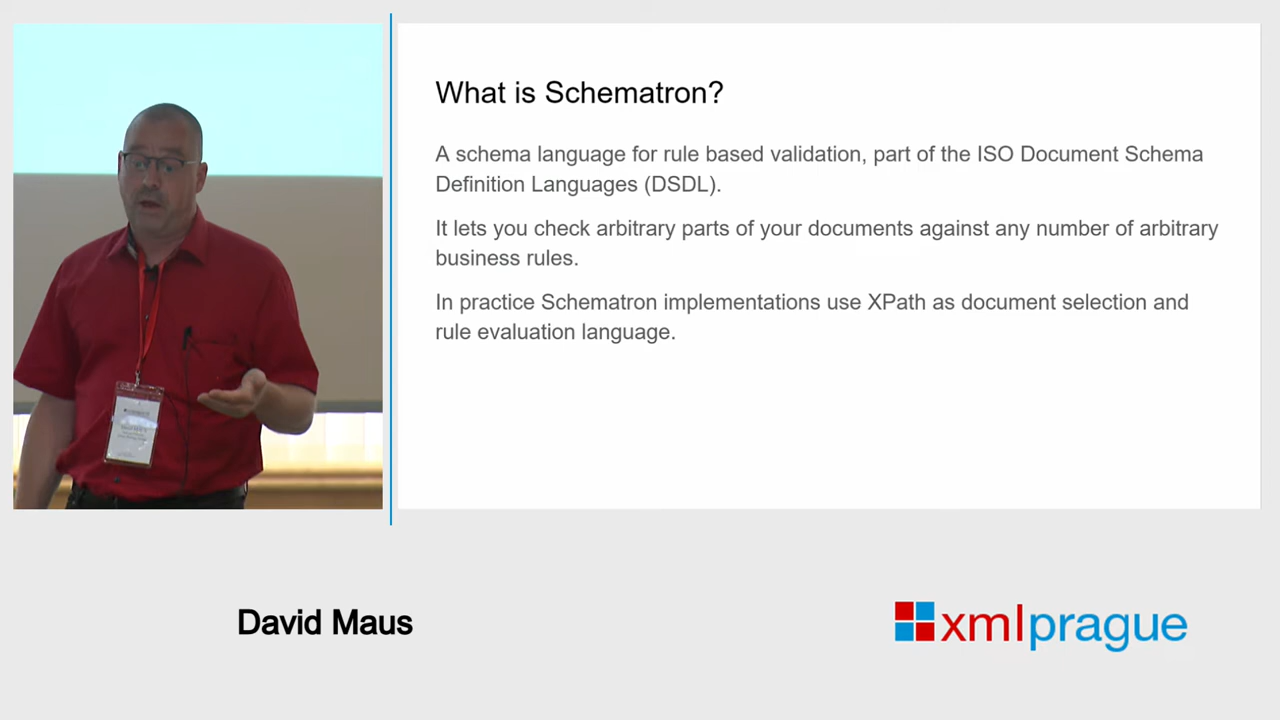 What is Schematron?
A schema language for rule based validation, part of the ISO Document Schema
Definition Languages (DSDL).
It lets you check arbitrary parts of your documents against any number of arbitrary
business rules.
In practice Schematron implementations use XPath as document selection and
rule evaluation language.
David Maus
xmlprague